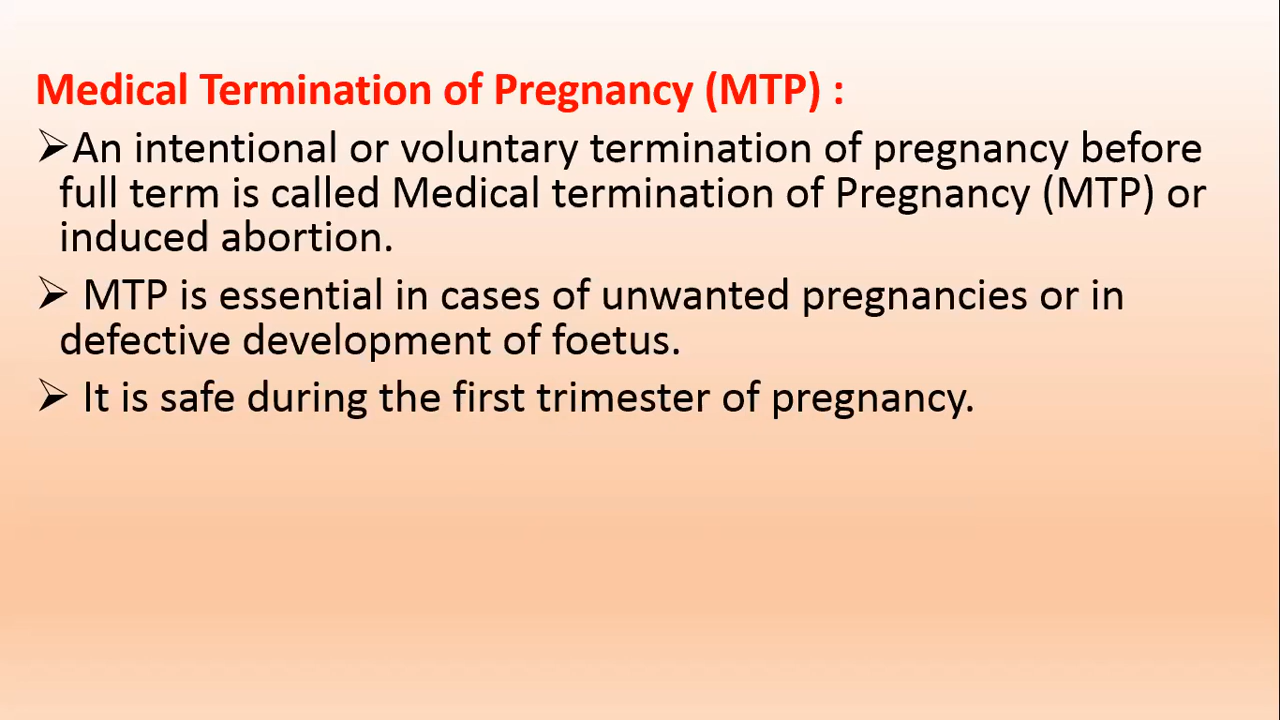 Medical Termination of Pregnancy (MTP) :
➢An intentional or voluntary termination of pregnancy before
full term is called Medical termination of Pregnancy (MTP) or
induced abortion.
➢ MTP is essential in cases of unwanted pregnancies or in
defective development of foetus.
➢ It is safe during the first trimester of pregnancy.